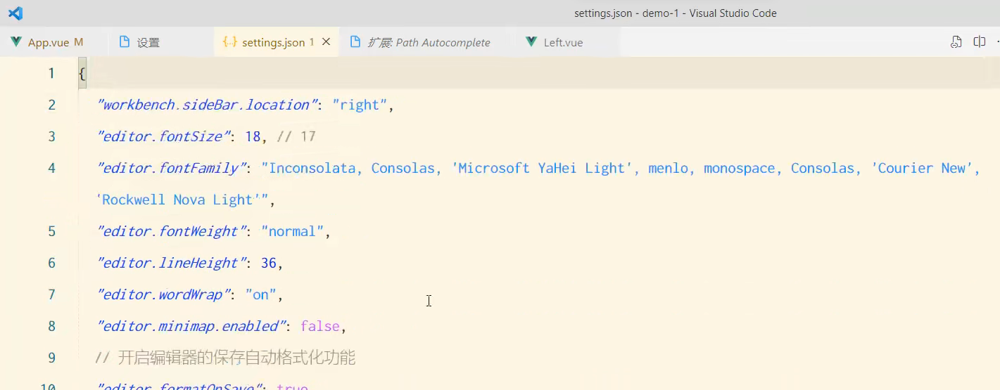 settings.json - demo-1 - Visual Studio Code
App.vue M 设置 {..} settings.json 1 扩展: Path Autocomplete Left.vue
1 {
2 "workbench.sideBar.location": "right",
3 "editor.fontSize": 18, // 17
4 "editor.fontFamily": "Inconsolata, Consolas, 'Microsoft YaHei Light', menlo, monospace, Consolas, 'Courier New',
'Rockwell Nova Light'",
5 "editor.fontWeight": "normal",
6 "editor.lineHeight": 36,
7 "editor.wordWrap": "on",
8 "editor.minimap.enabled": false,
9 // 开启编辑器的保存自动格式化功能
10 "editor.formatOnSave": true